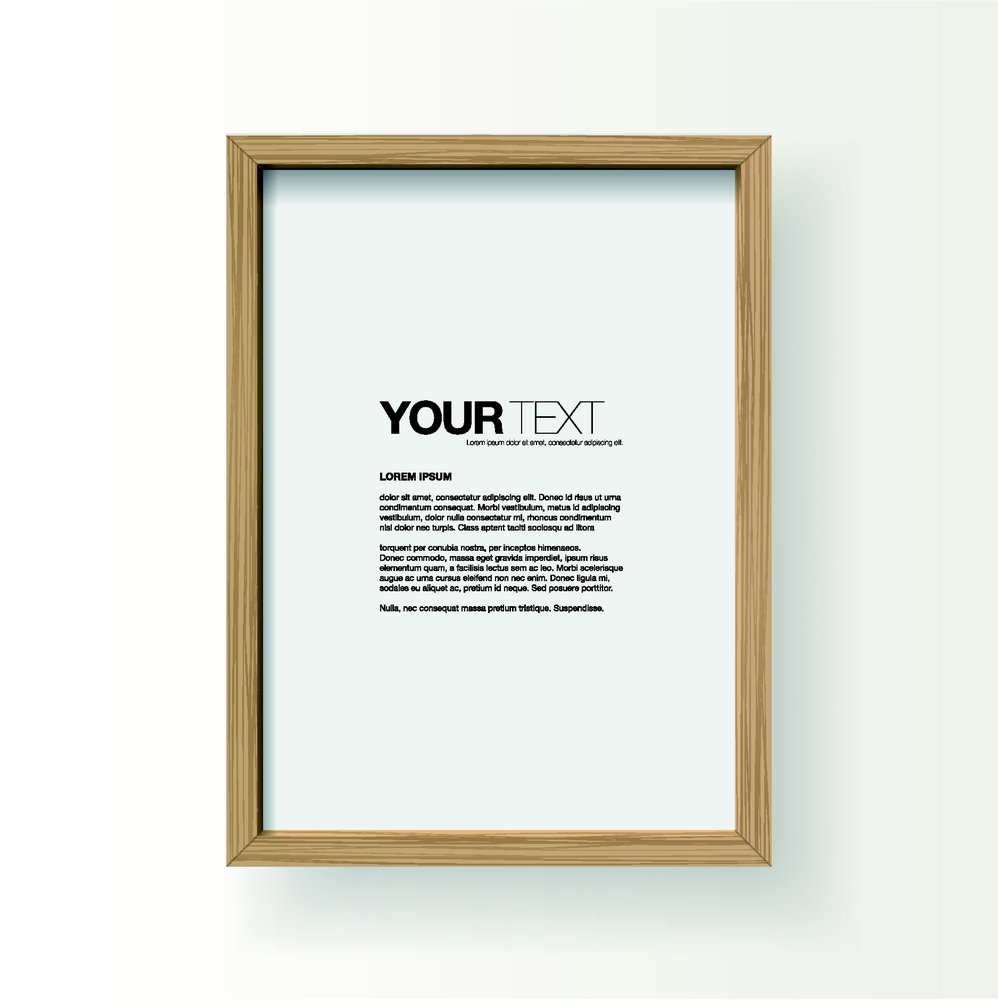 YOUR TEXT
Lorem ipsum dolor sit amet, consectetur adipiscing elit.
LOREM IPSUM
dolor sit amet, consectetur adipiscing elit. Donec id risus ut urna
condimentum consequat. Morbi vestibulum, metus id adipiscing
vestibulum, dolor nulla consectetur mi, rhoncus condimentum
nisi dolor nec turpis. Class aptent taciti sociosqu ad litora
torquent per conubia nostra, per inceptos himenaeos.
Donec commodo, massa eget gravida imperdiet, ipsum risus
elementum quam, a facilisis lectus sem ac leo. Morbi scelerisque
augue ac urna cursus eleifend non nec enim. Donec ligula mi,
sodales eu aliquet ac, pretium id neque. Sed posuere porttitor.
Nulla, nec consequat massa pretium tristique. Suspendisse.